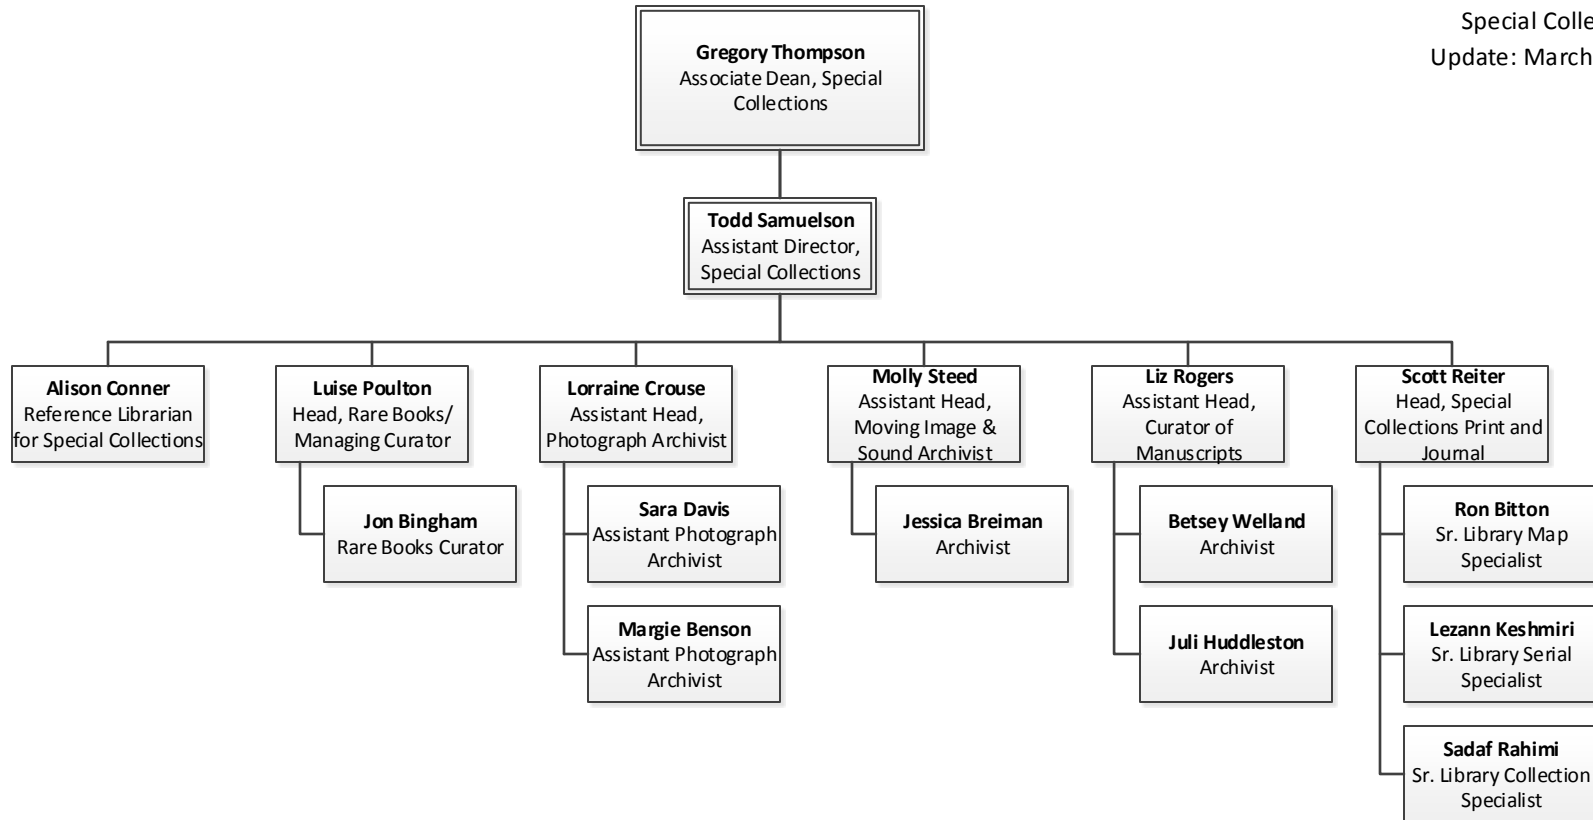 Special Colle
Update: March
Gregory Thompson
Associate Dean, Special
Collections
Todd Samuelson
Assistant Director,
Special Collections
Alison Conner
Reference Librarian
for Special Collections
Luise Poulton
Head, Rare Books/
Managing Curator
Lorraine Crouse
Assistant Head,
Photograph Archivist
Molly Steed
Assistant Head,
Moving Image &
Sound Archivist
Liz Rogers
Assistant Head,
Curator of
Manuscripts
Scott Reiter
Head, Special
Collections Print and
Journal
Jon Bingham
Rare Books Curator
Sara Davis
Assistant Photograph
Archivist
Jessica Breiman
Archivist
Betsey Welland
Archivist
Ron Bitton
Sr. Library Map
Specialist
Margie Benson
Assistant Photograph
Archivist
Juli Huddleston
Archivist
Lezann Keshmiri
Sr. Library Serial
Specialist
Sadaf Rahimi
Sr. Library Collection
Specialist